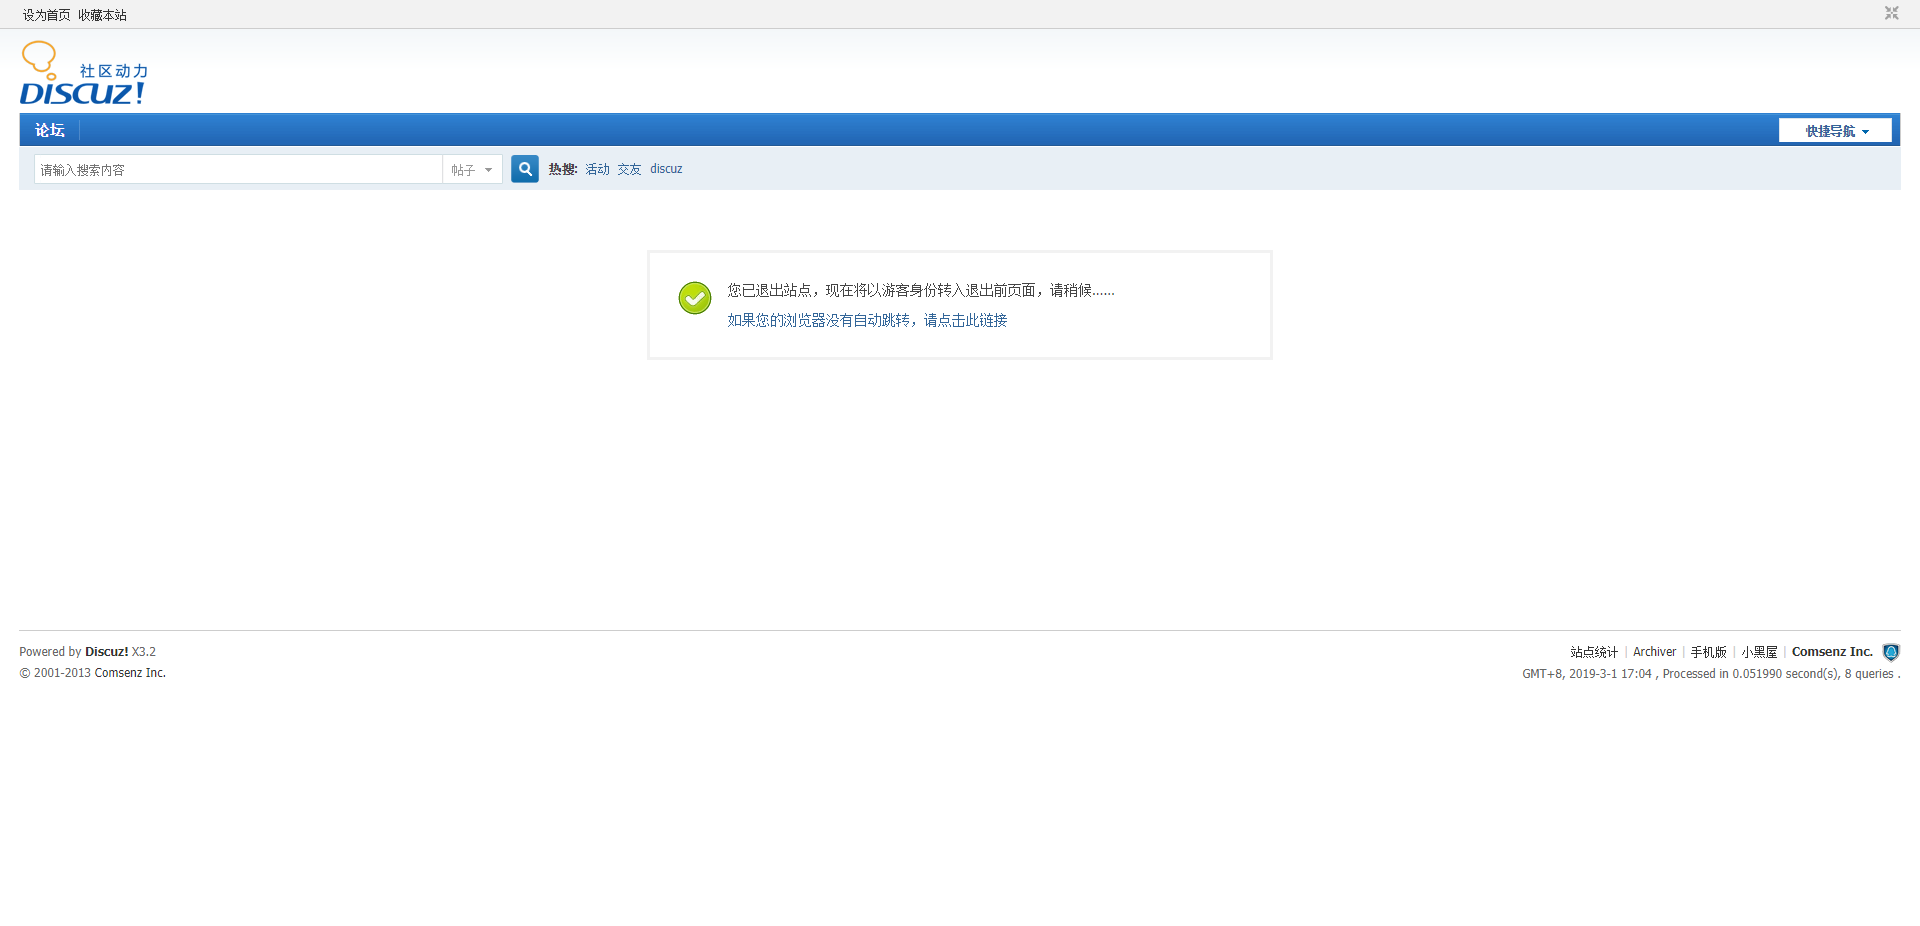 设为首页 收藏本站
社区动力
DISCUZ!
论坛
快捷导航
请输入搜索内容 帖子 热搜: 活动 交友 discuz
您已退出站点，现在将以游客身份转入退出前页面，请稍候......
如果您的浏览器没有自动跳转，请点击此链接
Powered by Discuz! X3.2
© 2001-2013 Comsenz Inc.
站点统计 | Archiver | 手机版 | 小黑屋 | Comsenz Inc.
GMT+8, 2019-3-1 17:04 , Processed in 0.051990 second(s), 8 queries .